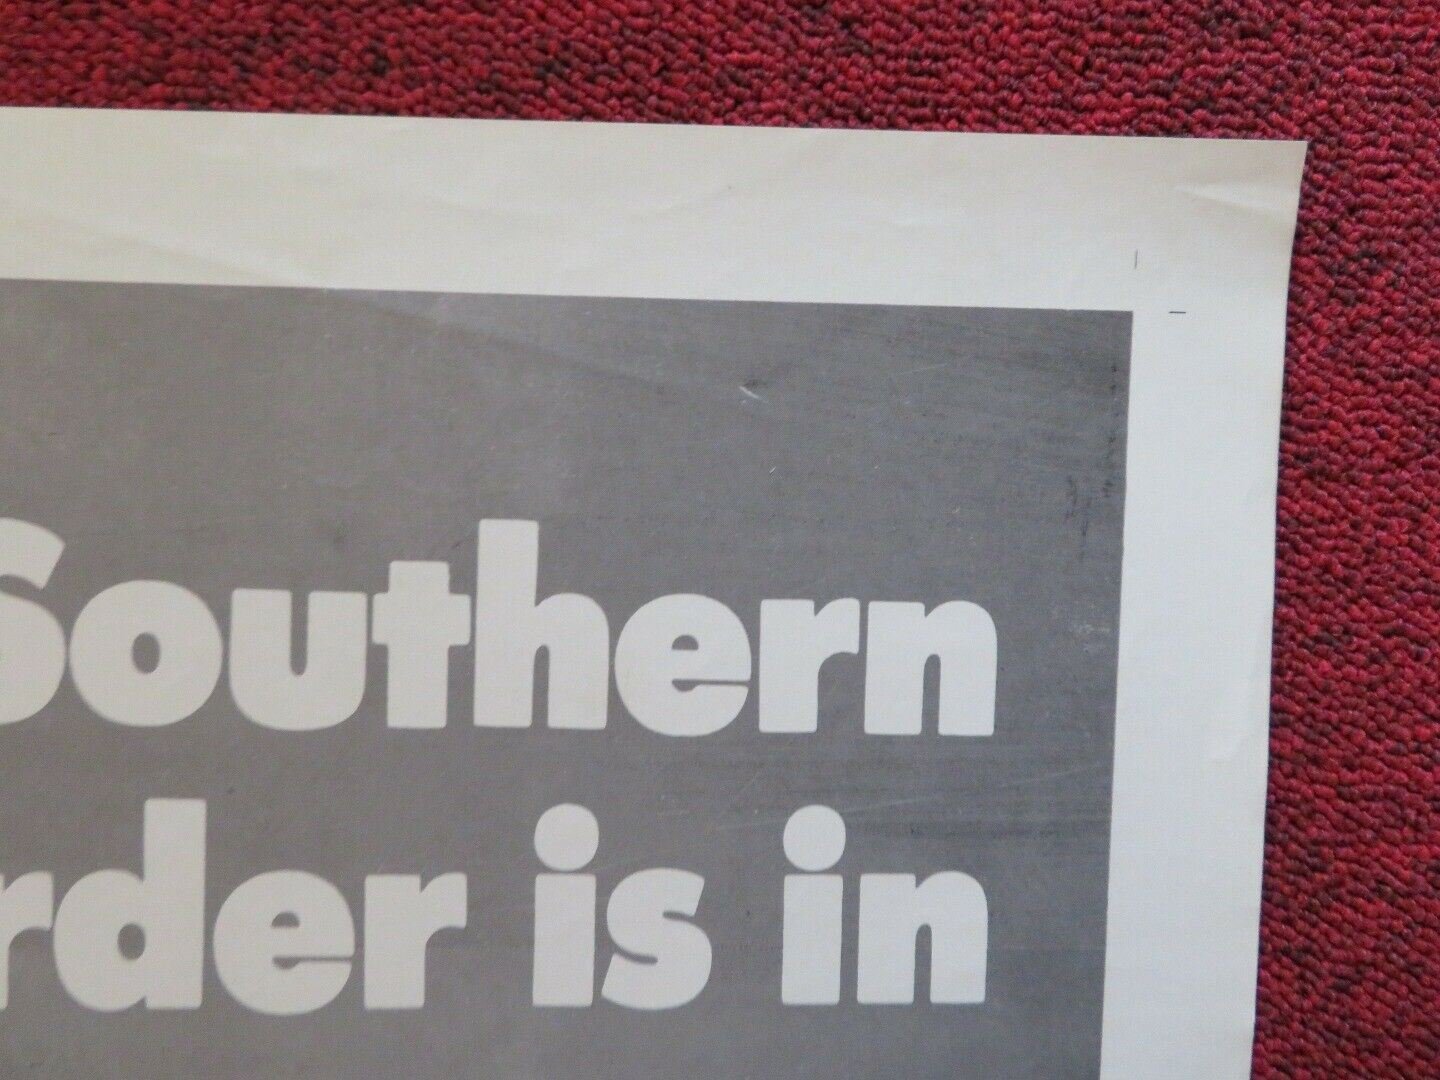 Southern
rder is in